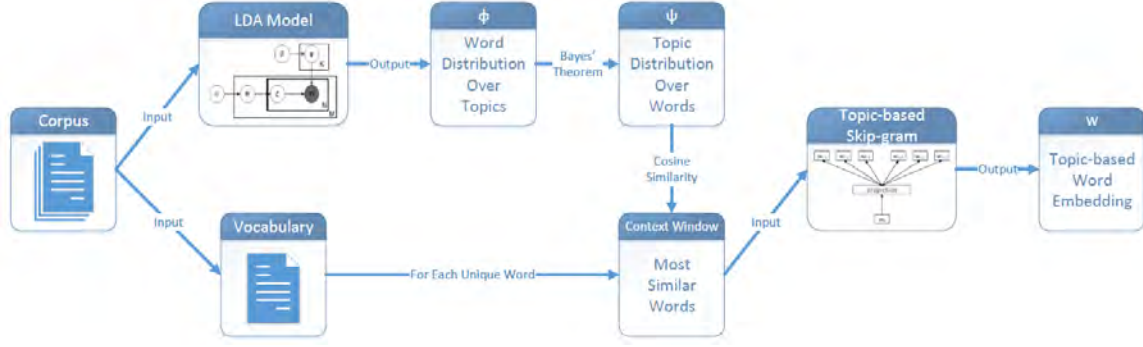 LDA Model
K
N
M
Output
ϕ
Word
Distribution
Over
Topics
Bayes'
Theorem
ψ
Topic
Distribution
Over
Words
Corpus
Input
Input
Cosine
Similarity
Vocabulary
For Each Unique Word
Context Window
Most
Similar
Words
Input
Topic-based
Skip-gram
Output
W
Topic-based
Word
Embedding